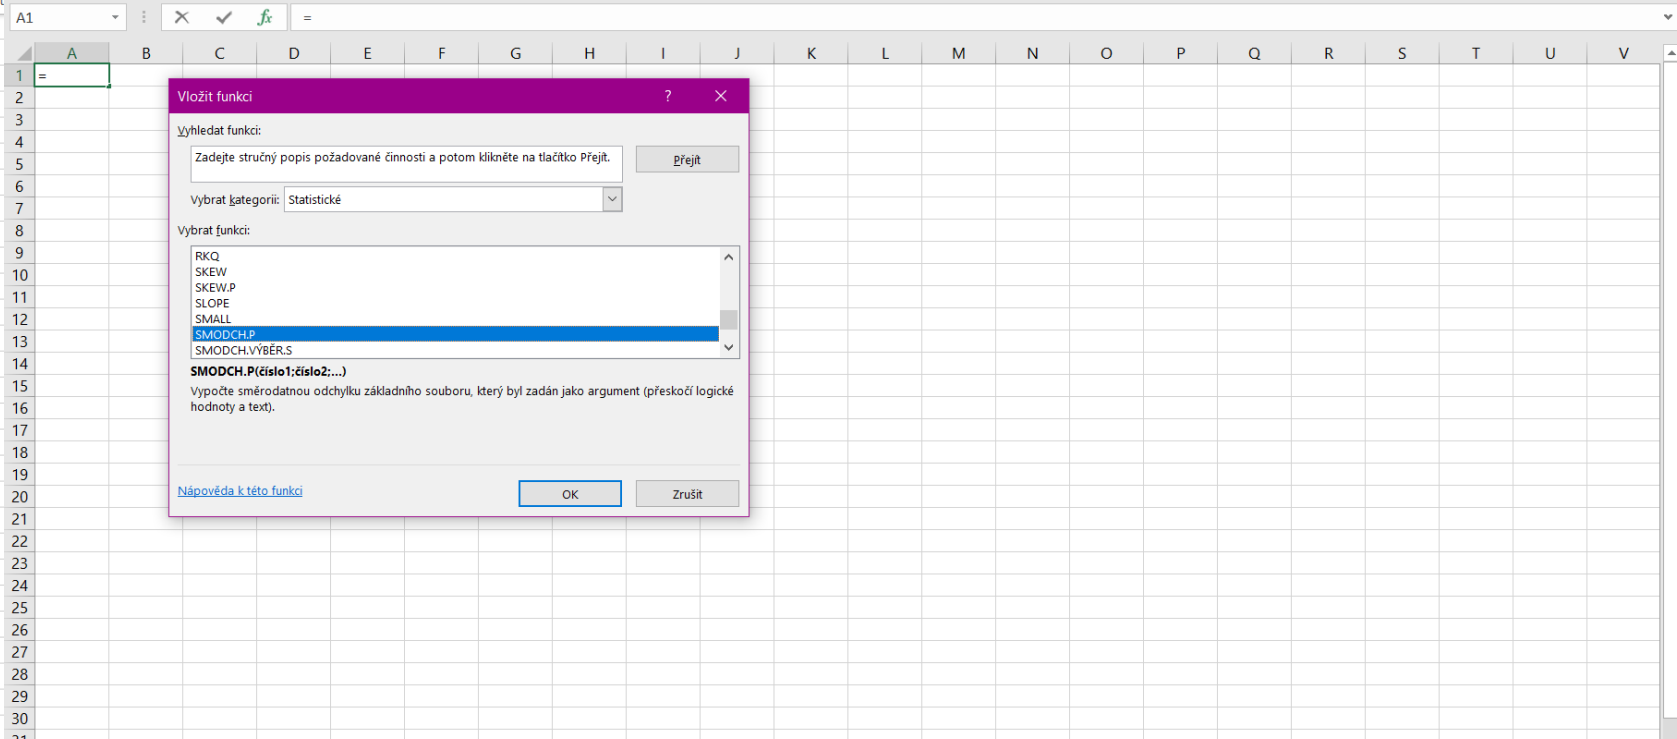 A1
fx =
A B C D E F G H I J K L M N O P Q R S T U V
1 =
2
3
4
5
6
7
8
9
10
11
12
13
14
15
16
17
18
19
20
21
22
23
24
25
26
27
28
29
30
31
Vložit funkci ?
Vyhledat funkci:
Zadejte stručný popis požadované činnosti a potom klikněte na tlačítko Přejít.
Přejít
Vybrat kategorii: Statistické
Vybrat funkci:
RKQ
SKEW
SKEW.P
SLOPE
SMALL
SMODCH.P
SMODCH.VÝBĚR.S
SMODCH.P(číslo1;číslo2;...)
Vypočte směrodatnou odchylku základního souboru, který byl zadán jako argument (přeskočí logické
hodnoty a text).
Nápověda k této funkci
OK
Zrušit